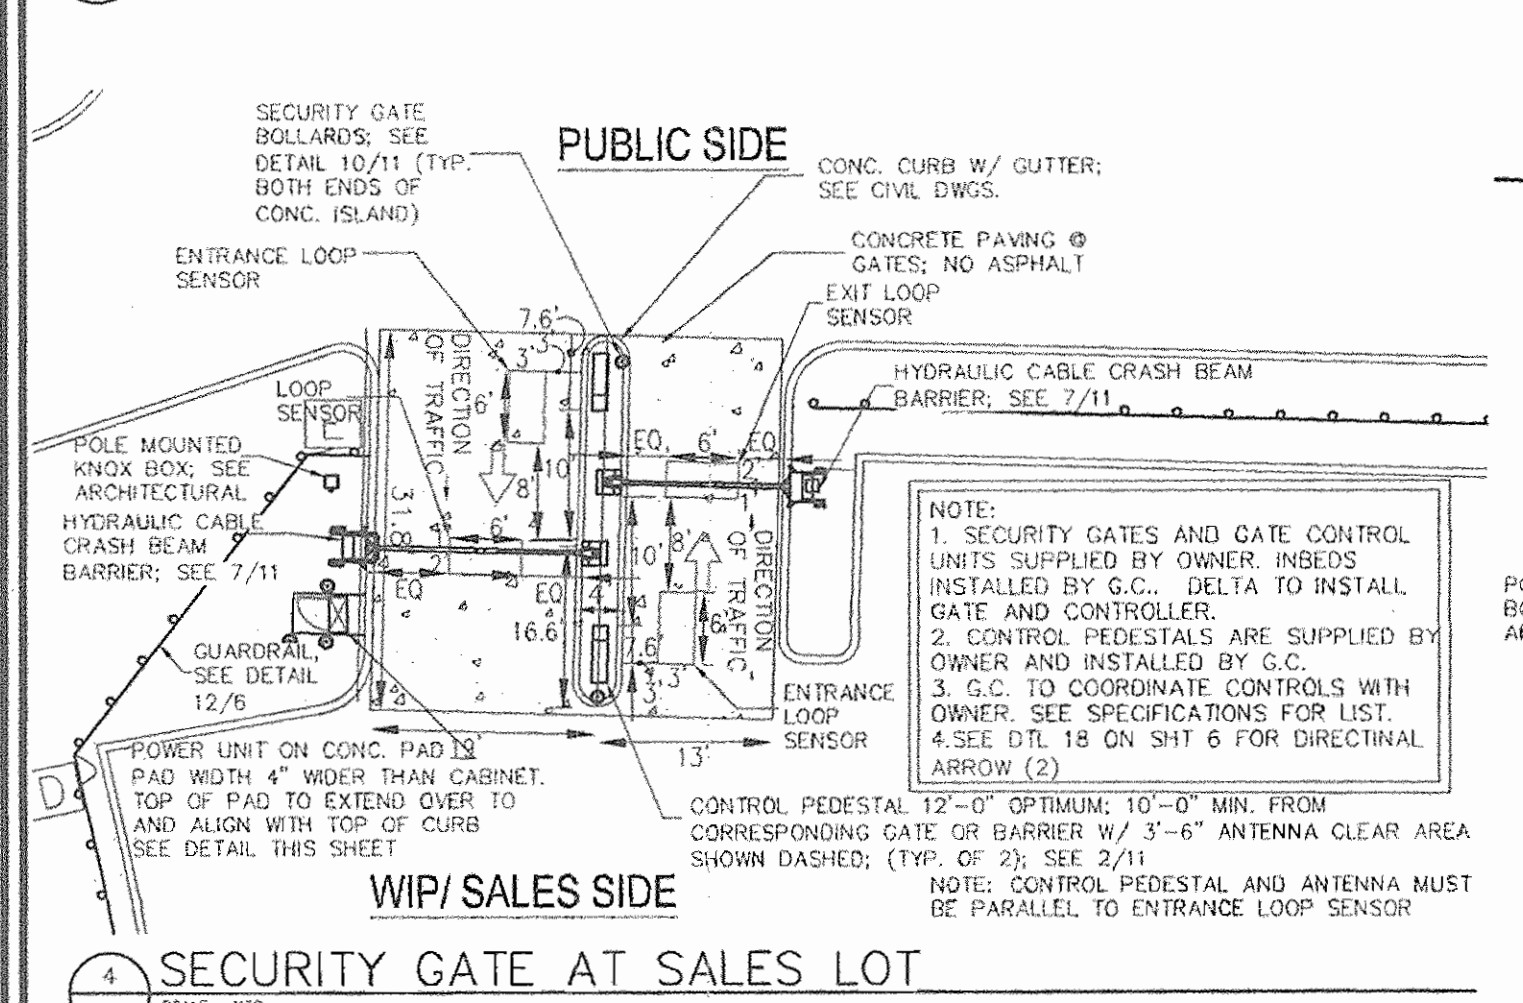 SECURITY GATE
BOLLARDS; SEE
DETAIL 10/11 (TYP.
BOTH ENDS OF
CONC. ISLAND)
PUBLIC SIDE
CONC. CURB W/ GUTTER;
SEE CIVIL DWGS.
ENTRANCE LOOP
SENSOR
CONCRETE PAVING @
GATES; NO ASPHALT
EXIT LOOP
SENSOR
7.6'
3'
3'
DIRECTION
OF TRAFFIC
LOOP
SENSOR
6'
HYDRAULIC CABLE CRASH BEAM
BARRIER; SEE 7/11
POLE MOUNTED
KNOX BOX; SEE
ARCHITECTURAL
EQ.
6'
EQ
2'
1'
10'
8'
4'
31.8'
HYDRAULIC CABLE
CRASH BEAM
BARRIER; SEE 7/11
6'
2'
EQ
EQ
4'
16.6'
10'
8'
6'
DIRECTION
OF TRAFFIC
7.6'
3'
3'
GUARDRAIL,
SEE DETAIL
12/6
ENTRANCE
LOOP
SENSOR
NOTE:
1. SECURITY GATES AND GATE CONTROL
UNITS SUPPLIED BY OWNER. INBEDS
INSTALLED BY G.C.. DELTA TO INSTALL
GATE AND CONTROLLER.
2. CONTROL PEDESTALS ARE SUPPLIED BY
OWNER AND INSTALLED BY G.C.
3. G.C. TO COORDINATE CONTROLS WITH
OWNER. SEE SPECIFICATIONS FOR LIST.
4.SEE DTL 18 ON SHT 6 FOR DIRECTINAL
ARROW (2)
13'
D
POWER UNIT ON CONC. PAD
PAD WIDTH 4" WIDER THAN CABINET.
TOP OF PAD TO EXTEND OVER TO
AND ALIGN WITH TOP OF CURB
SEE DETAIL THIS SHEET
CONTROL PEDESTAL 12'-0" OPTIMUM; 10'-0" MIN. FROM
CORRESPONDING GATE OR BARRIER W/ 3'-6" ANTENNA CLEAR AREA
SHOWN DASHED; (TYP. OF 2); SEE 2/11
NOTE: CONTROL PEDESTAL AND ANTENNA MUST
BE PARALLEL TO ENTRANCE LOOP SENSOR
WIP/ SALES SIDE
4
SECURITY GATE AT SALES LOT